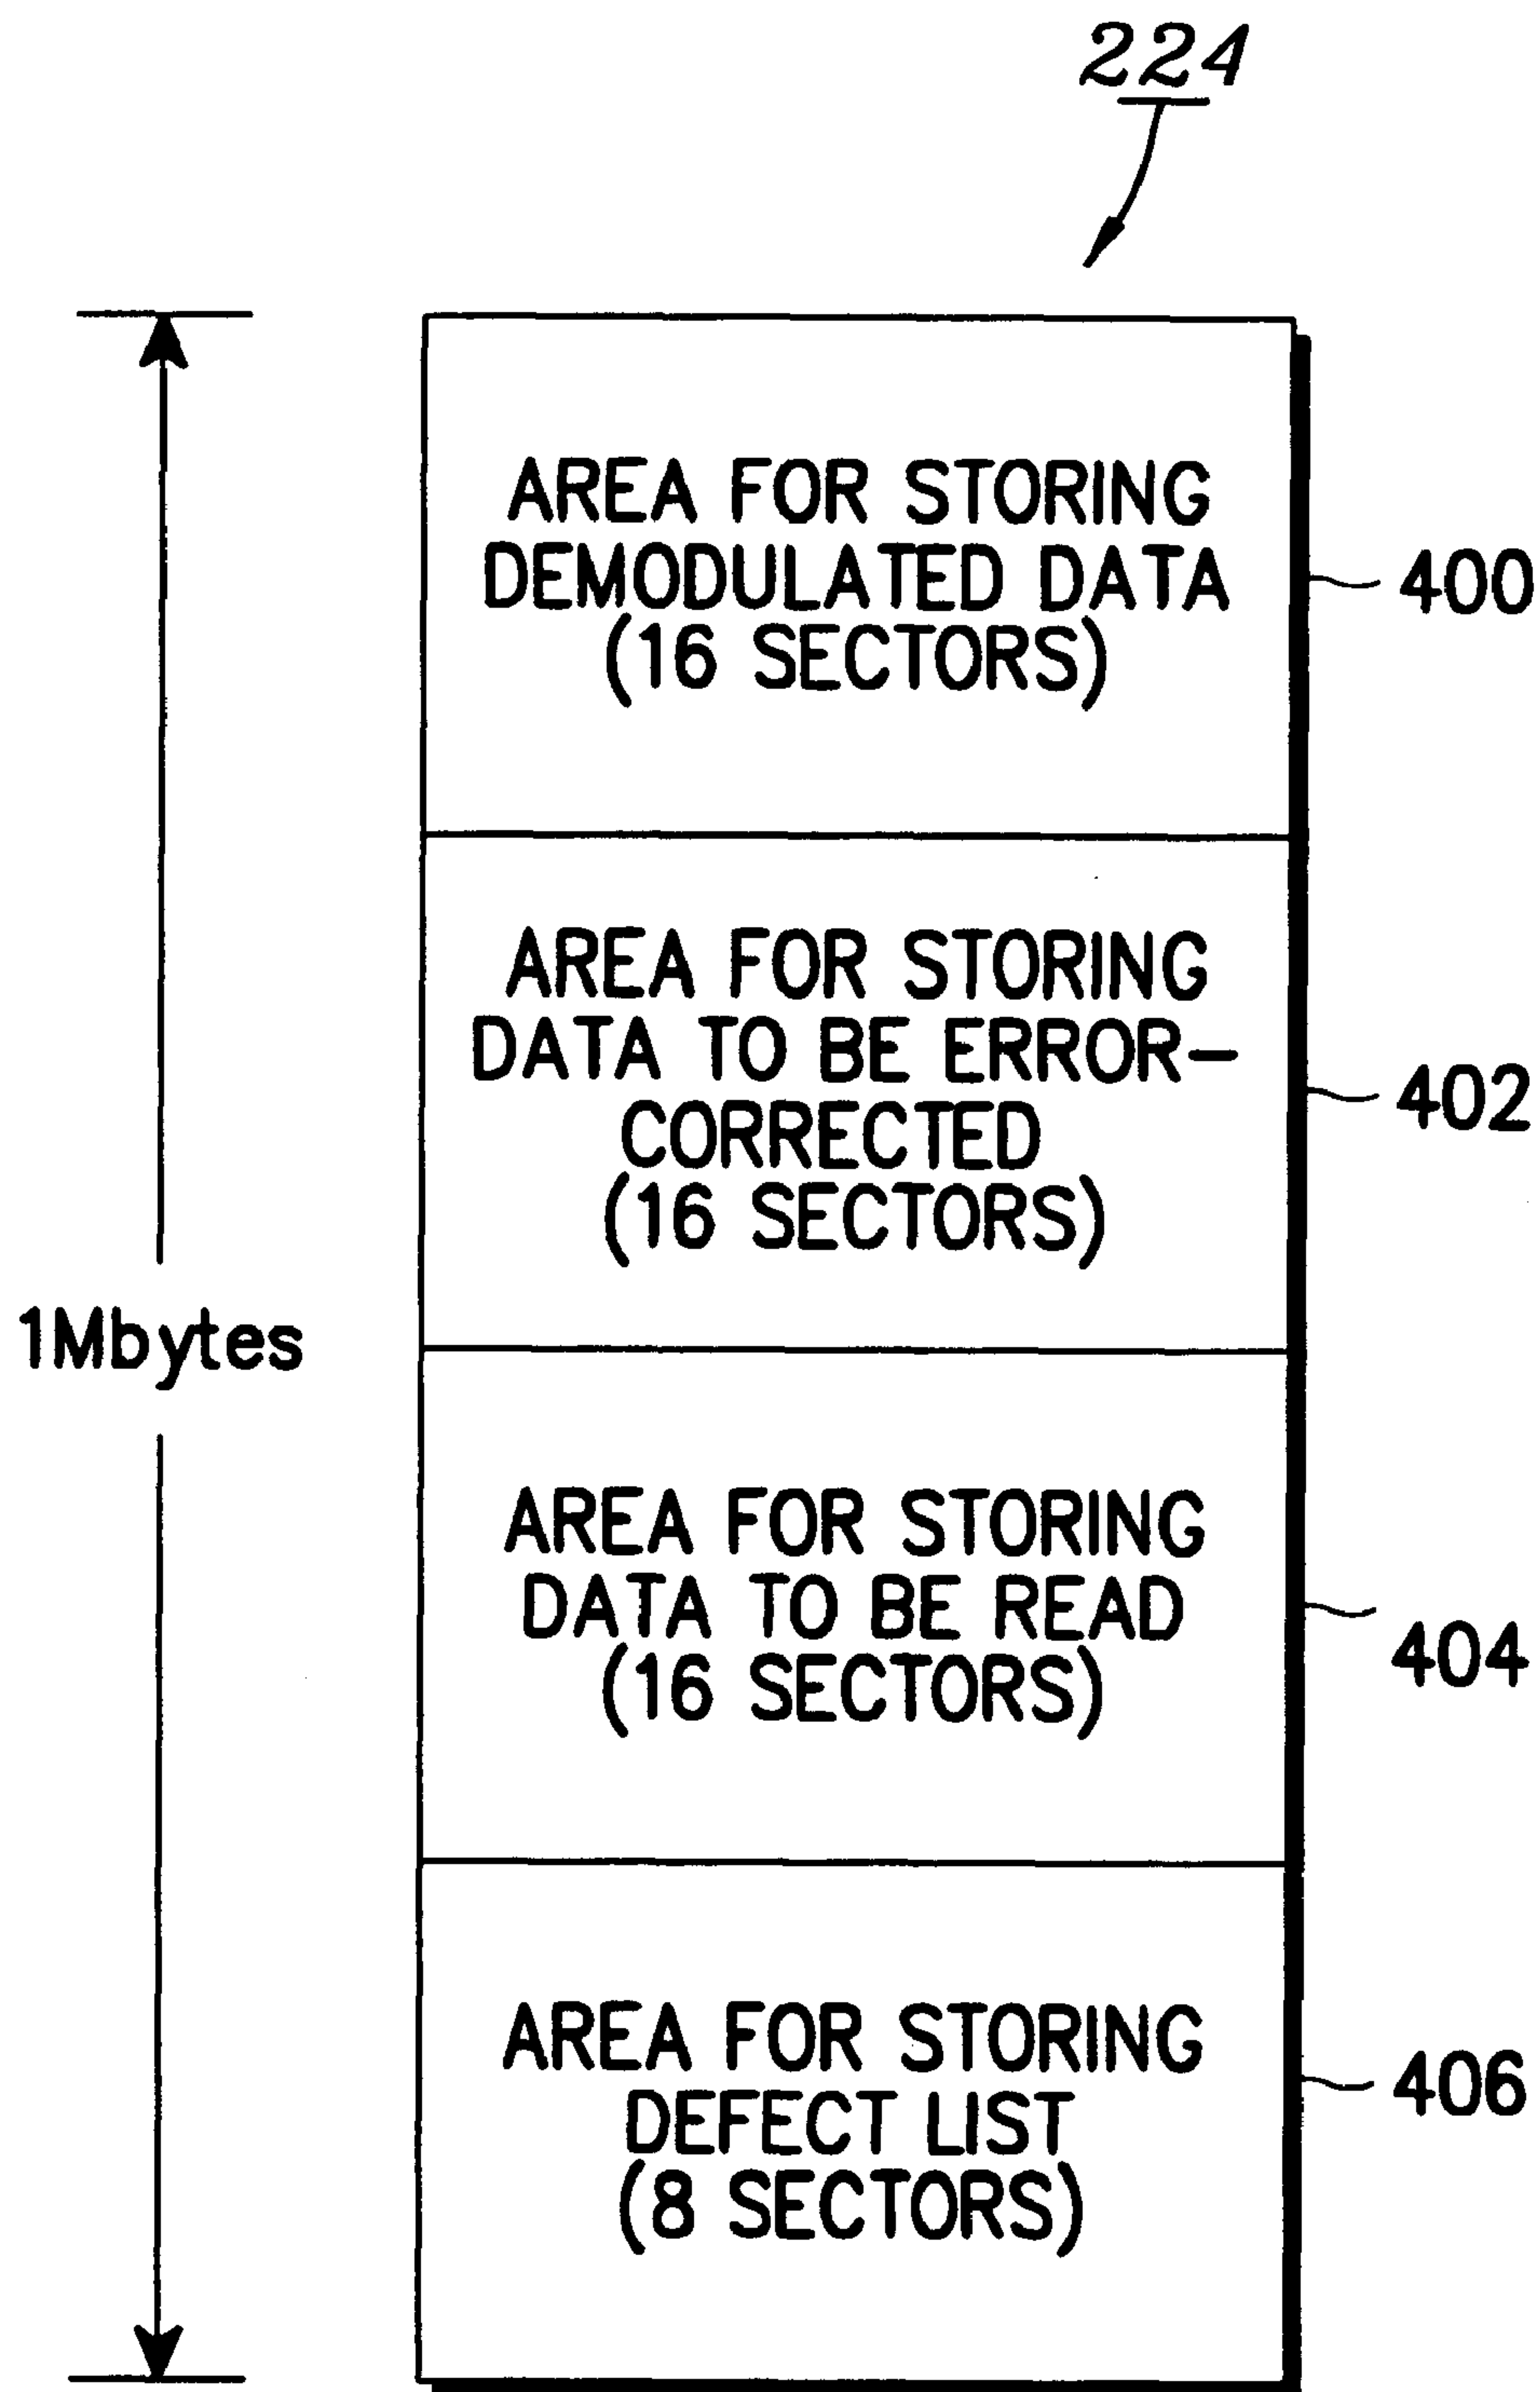 224
AREA FOR STORING
DEMODULATED DATA
(16 SECTORS)
400
AREA FOR STORING
DATA TO BE ERROR-
CORRECTED
(16 SECTORS)
402
1Mbytes
AREA FOR STORING
DATA TO BE READ
(16 SECTORS)
404
AREA FOR STORING
DEFECT LIST
(8 SECTORS)
406